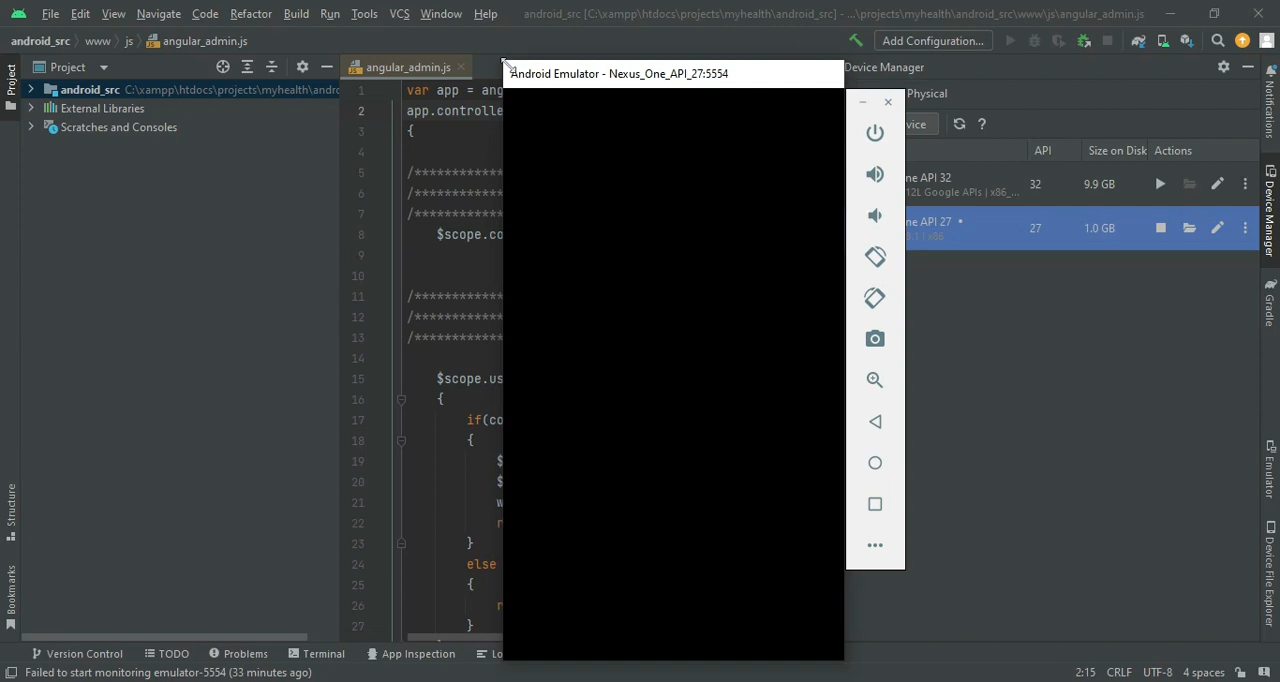 File Edit View Navigate Code Refactor Build Run Tools VCS Window Help android_src [C:\xampp\htdocs\projects\myhealth\android_src] - ...\projects\myhealth\android_src\www\js\angular_admin.js
android_src www js angular_admin.js Add Configuration...
Project angular_admin.js Device Manager
Android Emulator - Nexus_One_API_27:5554
android_src C:\xampp\htdocs\projects\myhealth\andro
External Libraries
Scratches and Consoles
Project
Structure
Bookmarks
1 var app = ang
2 app.controlle
3 {
4
5 /************
6 /************
7 /************
8 $scope.co
9
10
11 /************
12 /************
13 /************
14
15 $scope.us
16 {
17 if(co
18 {
19 $
20 $
21 w
22 r
23 }
24 else
25 {
26 r
27 }
Physical
vice ?
API Size on Disk Actions
ne API 32 32 9.9 GB
12L Google APIs | x86_...
ne API 27 27 1.0 GB
.1 | x86
Notifications
Device Manager
Gradle
Emulator
Device File Explorer
Version Control TODO Problems Terminal App Inspection Lo
Failed to start monitoring emulator-5554 (33 minutes ago) 2:15 CRLF UTF-8 4 spaces